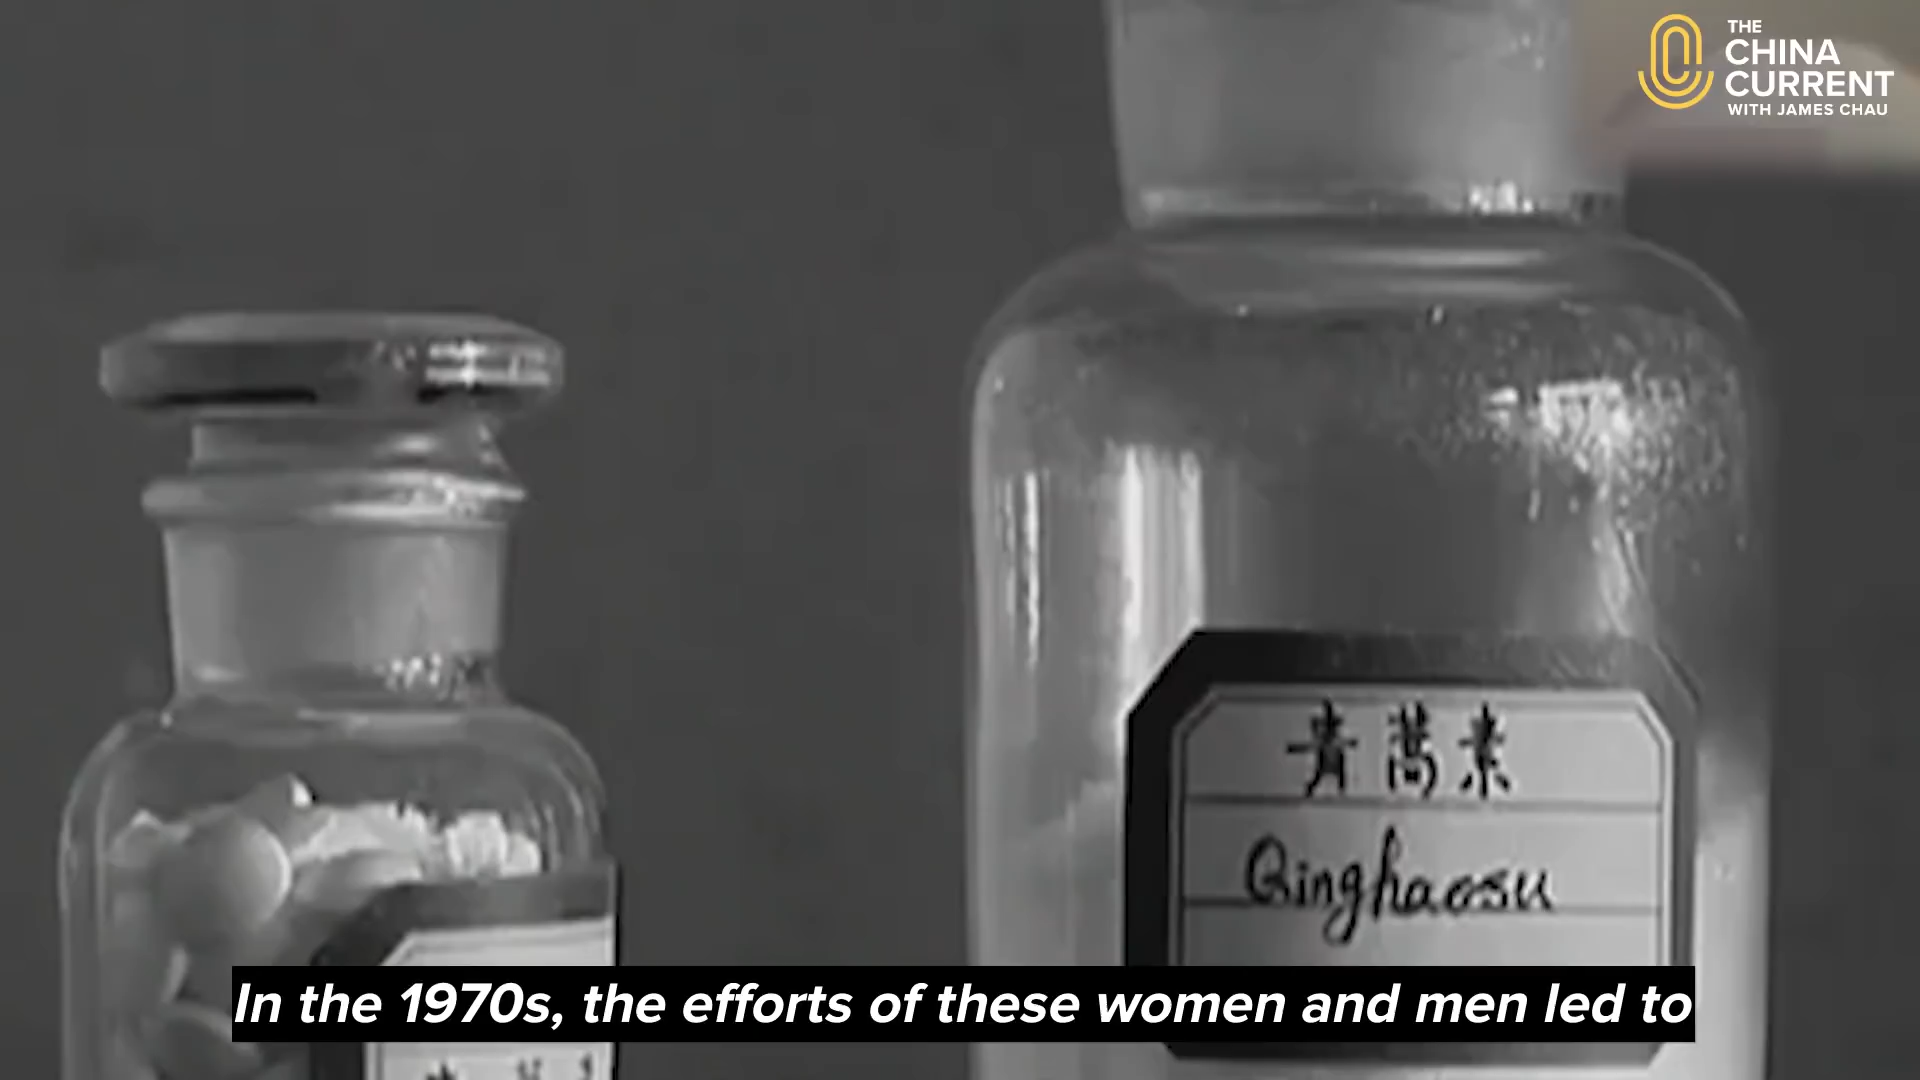 THE
CHINA
CURRENT
WITH JAMES CHAU
青蒿素
Qinghaosu
In the 1970s, the efforts of these women and men led to